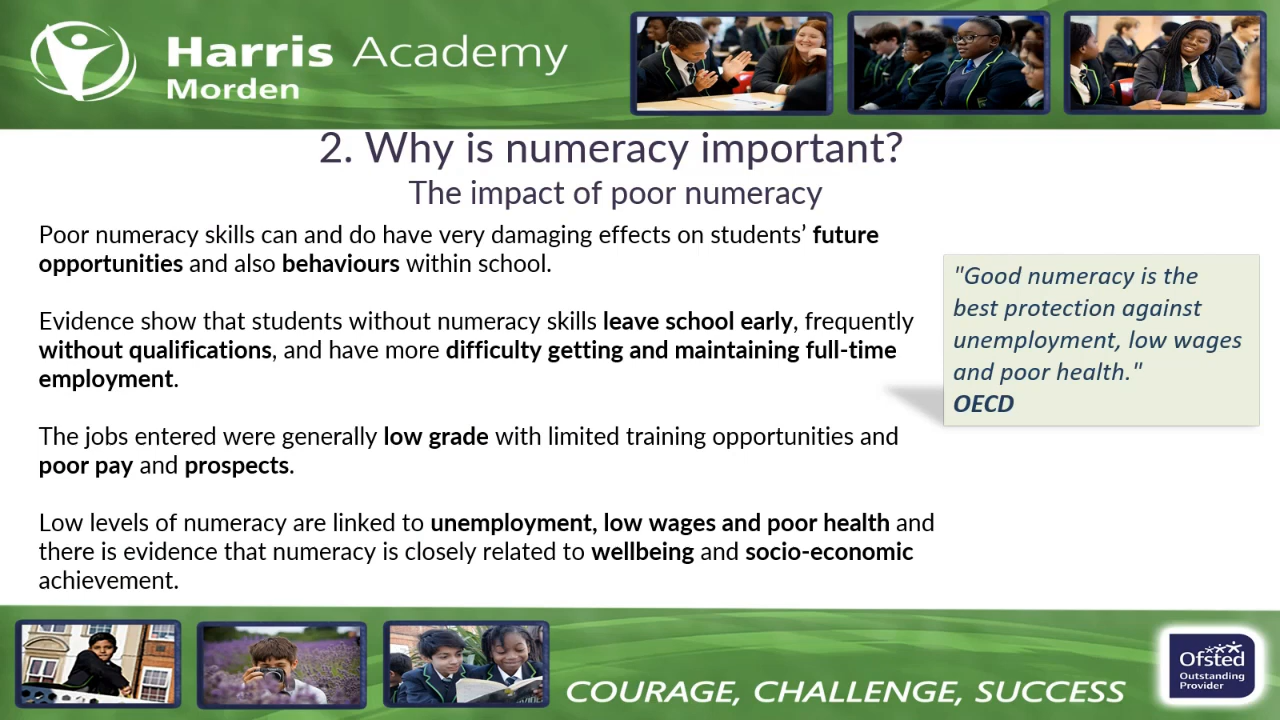 Harris Academy
Morden
2. Why is numeracy important?
The impact of poor numeracy
Poor numeracy skills can and do have very damaging effects on students’ future
opportunities and also behaviours within school.
Evidence show that students without numeracy skills leave school early, frequently
without qualifications, and have more difficulty getting and maintaining full-time
employment.
The jobs entered were generally low grade with limited training opportunities and
poor pay and prospects.
Low levels of numeracy are linked to unemployment, low wages and poor health and
there is evidence that numeracy is closely related to wellbeing and socio-economic
achievement.
"Good numeracy is the
best protection against
unemployment, low wages
and poor health."
OECD
COURAGE, CHALLENGE, SUCCESS
Ofsted
Outstanding
Provider